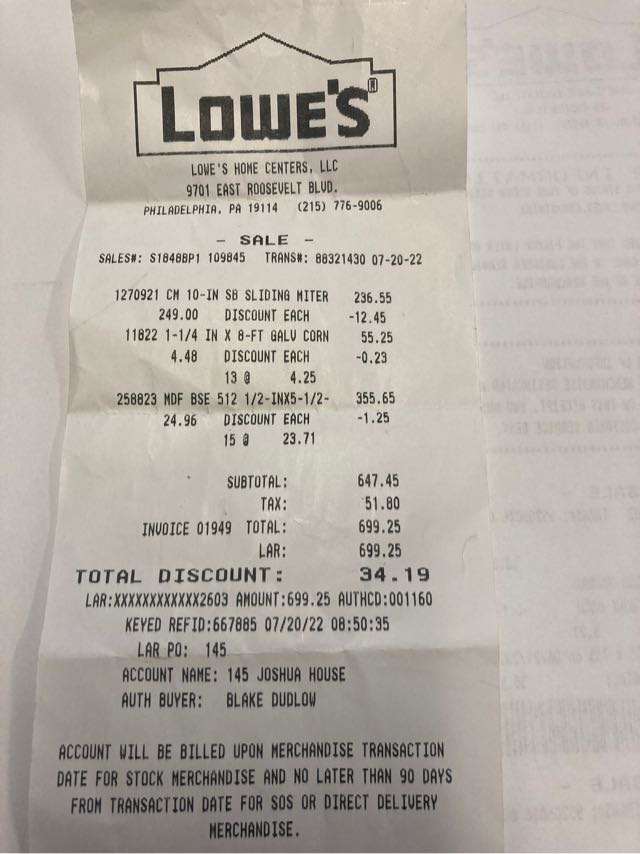 LOWE'S®
LOWE'S HOME CENTERS, LLC
9701 EAST ROOSEVELT BLVD.
PHILADELPHIA, PA 19114 (215) 776-9006
- SALE -
SALES#: S1848BP1 109845 TRANS#: 88321430 07-20-22
1270921 CM 10-IN SB SLIDING MITER 236.55
249.00 DISCOUNT EACH -12.45
11822 1-1/4 IN X 8-FT GALV CORN 55.25
4.48 DISCOUNT EACH -0.23
13 @ 4.25
258823 MDF BSE 512 1/2-INX5-1/2- 355.65
24.96 DISCOUNT EACH -1.25
15 @ 23.71
SUBTOTAL: 647.45
TAX: 51.80
INVOICE 01949 TOTAL: 699.25
LAR: 699.25
TOTAL DISCOUNT: 34.19
LAR:XXXXXXXXXXXX2603 AMOUNT:699.25 AUTHCD:001160
KEYED REFID:667885 07/20/22 08:50:35
LAR PO: 145
ACCOUNT NAME: 145 JOSHUA HOUSE
AUTH BUYER: BLAKE DUDLOW
ACCOUNT WILL BE BILLED UPON MERCHANDISE TRANSACTION
DATE FOR STOCK MERCHANDISE AND NO LATER THAN 90 DAYS
FROM TRANSACTION DATE FOR SOS OR DIRECT DELIVERY
MERCHANDISE.